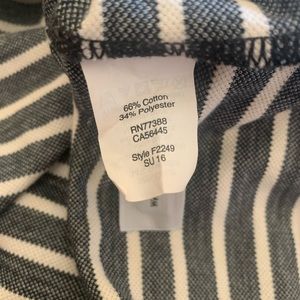 66% Cotton
34% Polyester
RN77388
CA56445
Style F2249
SU 16